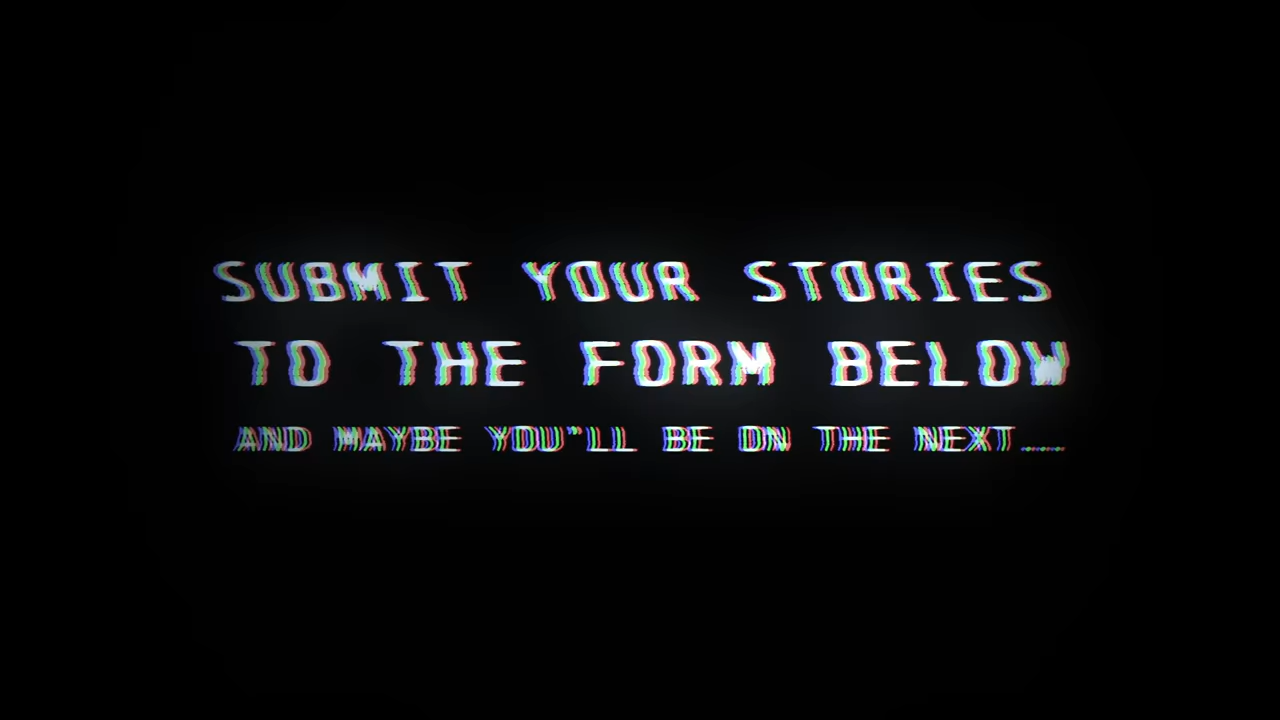 SUBMIT YOUR STORIES
TO THE FORM BELOW
AND MAYBE YOU"LL BE ON THE NEXT......